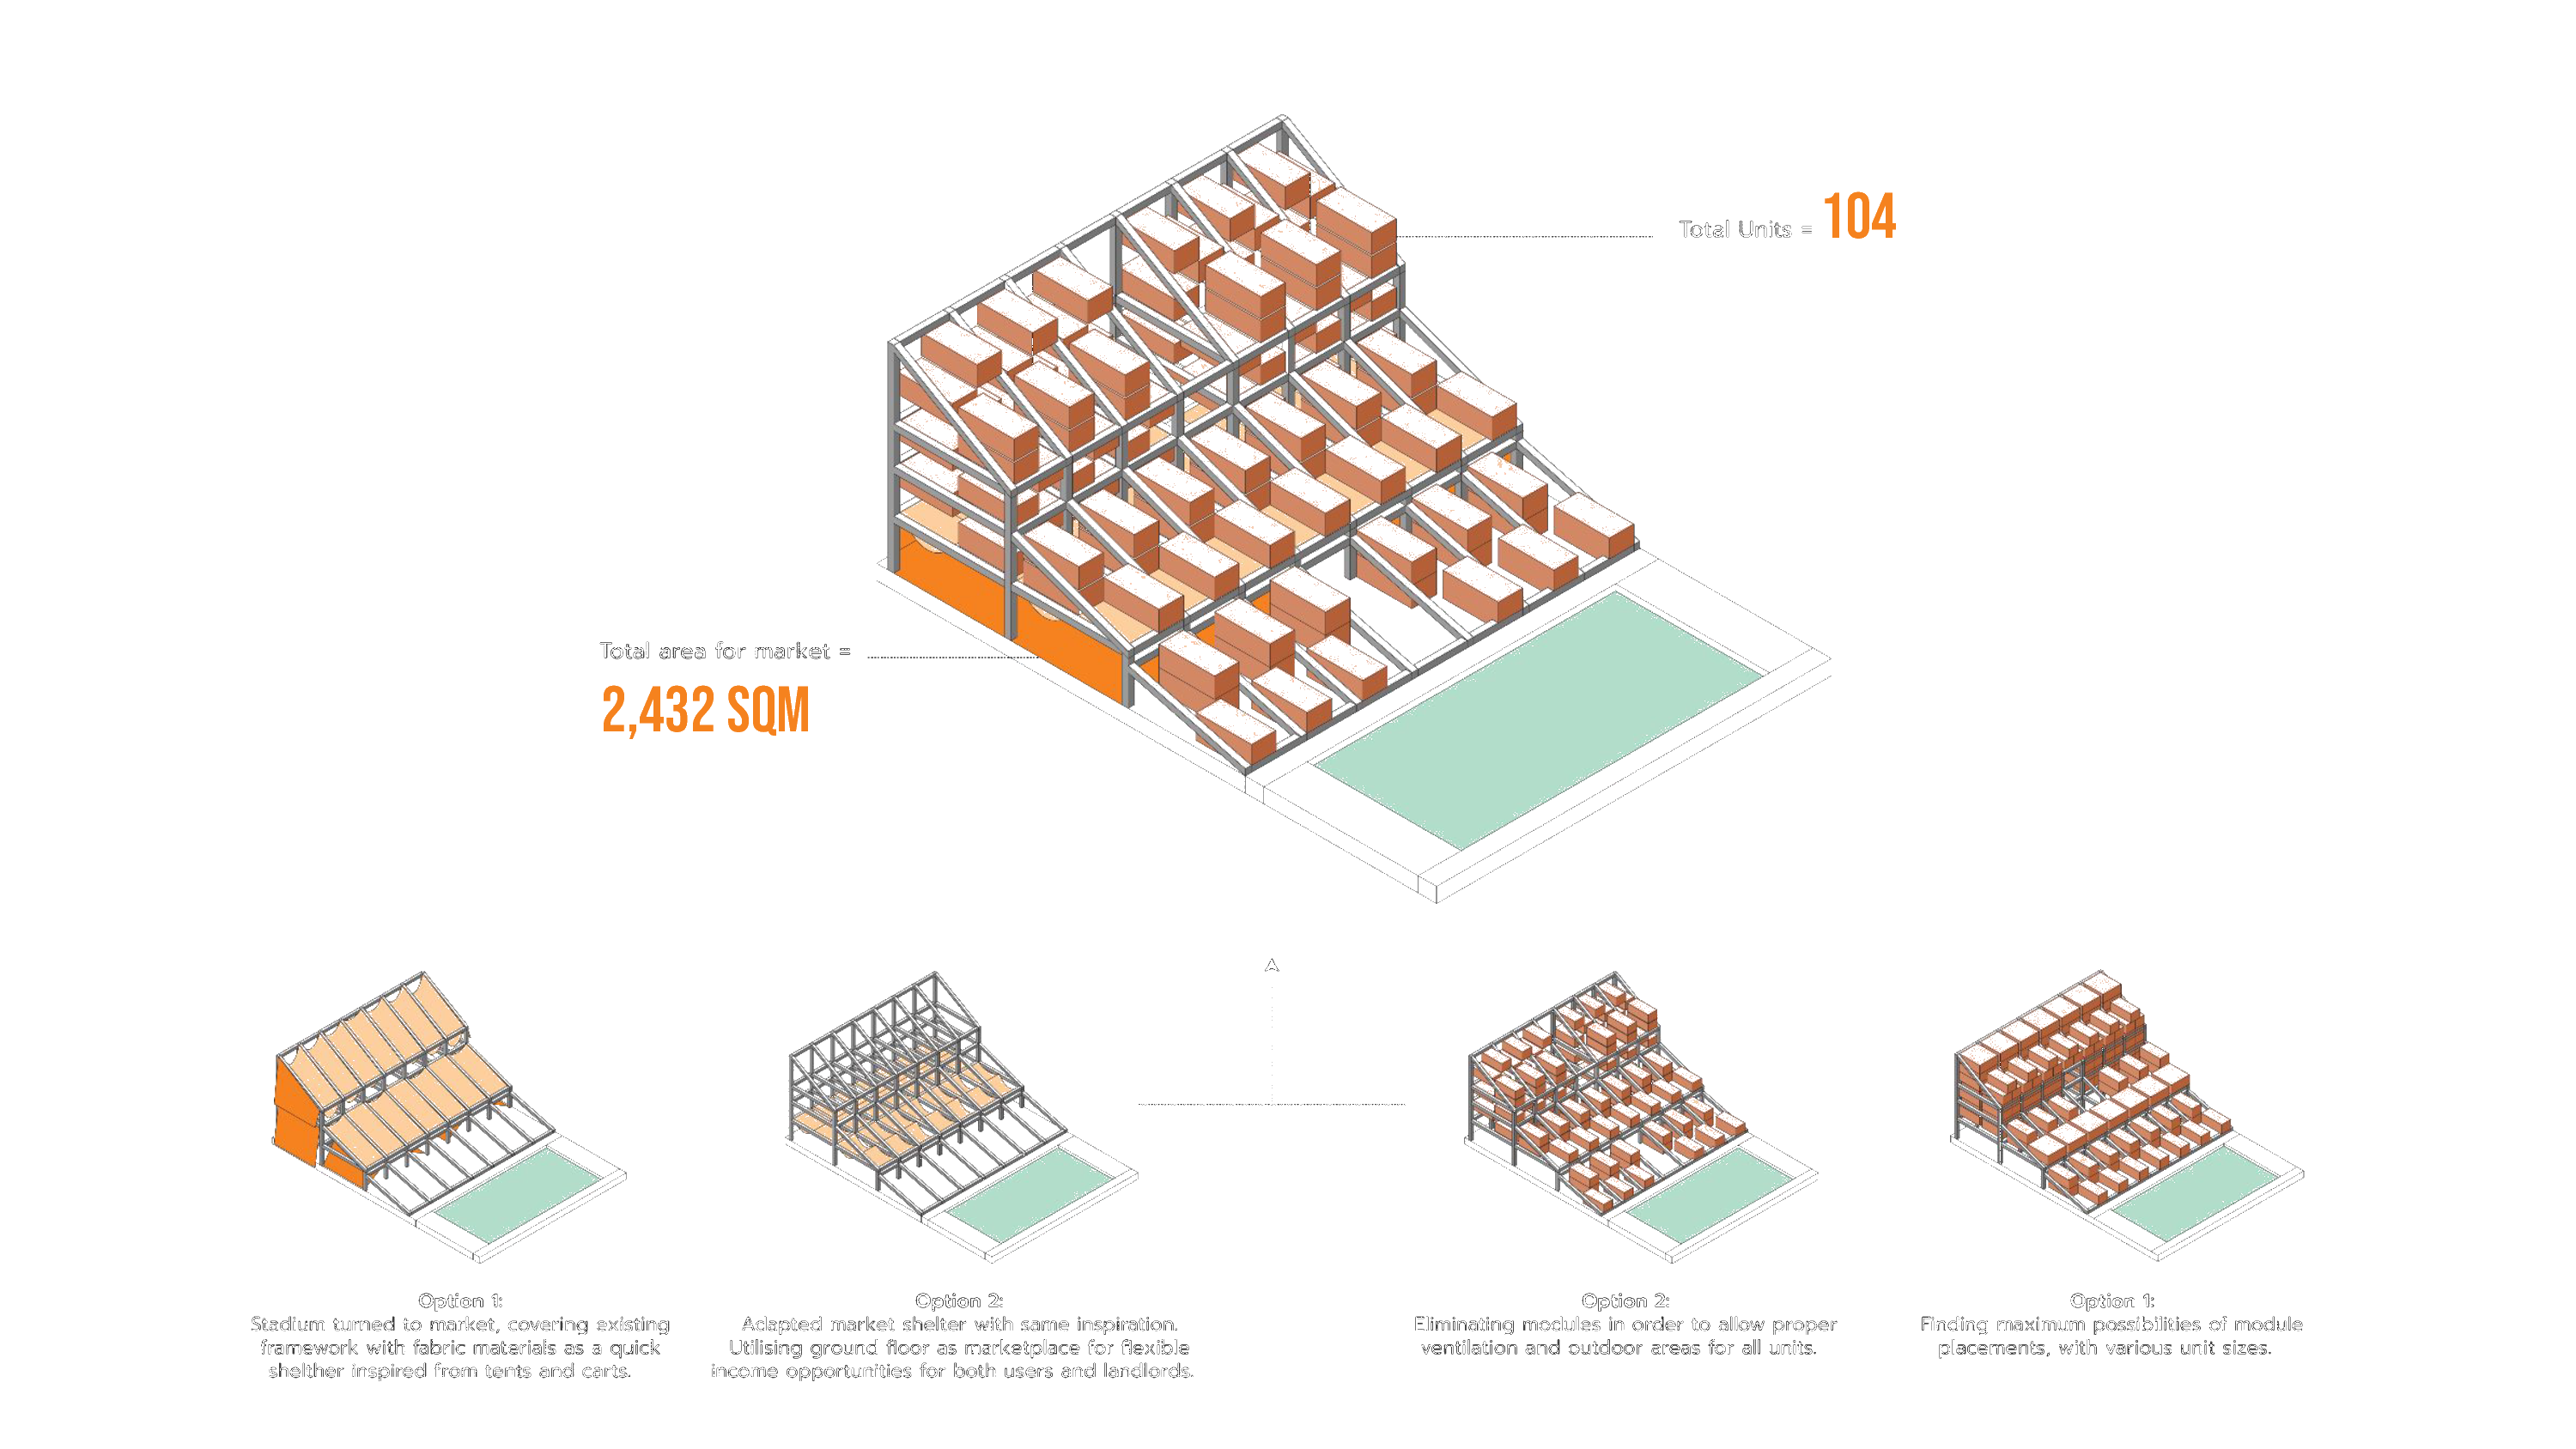 Total Units = 104
Total area for market =
2,432 SQM
Option 1:
Stadium turned to market, covering existing
framework with fabric materials as a quick
shelther inspired from tents and carts.
Option 2:
Adapted market shelter with same inspiration.
Utilising ground floor as marketplace for flexible
income opportunities for both users and landlords.
Option 2:
Eliminating modules in order to allow proper
ventilation and outdoor areas for all units.
Option 1:
Finding maximum possibilities of module
placements, with various unit sizes.